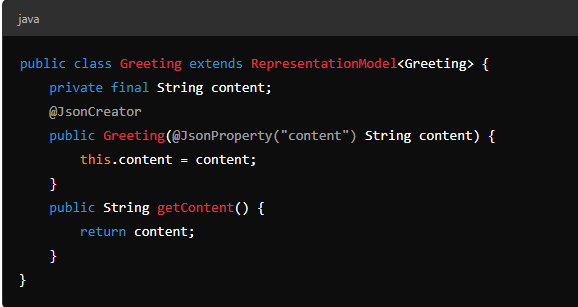 java
public class Greeting extends RepresentationModel<Greeting> {
    private final String content;
    @JsonCreator
    public Greeting(@JsonProperty("content") String content) {
        this.content = content;
    }
    public String getContent() {
        return content;
    }
}